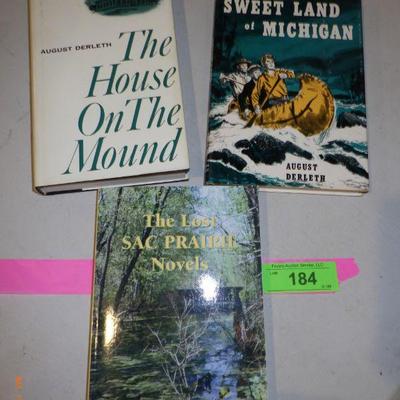 AUGUST DERLETH
The
House
On The
Mound
SWEET LAND
of MICHIGAN
AUGUST
DERLETH
The Lost
SAC PRAIRIE
Novels
LOT
184